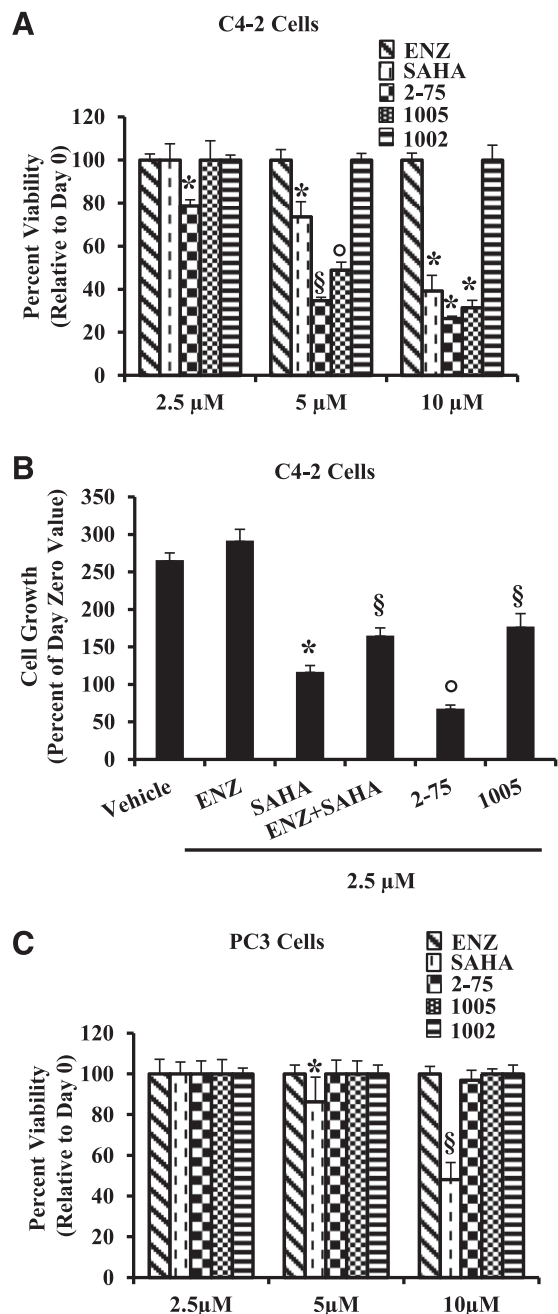 A
C4-2 Cells
ENZ
SAHA
2-75
1005
1002
Percent Viability
(Relative to Day 0)
120
100
80
60
40
20
0
*
*
§
°
*
*
*
2.5 µM
5 µM
10 µM
B
C4-2 Cells
Cell Growth
(Percent of Day Zero Value)
350
300
250
200
150
100
50
0
*
§
°
§
Vehicle
ENZ
SAHA
ENZ+SAHA
2-75
1005
2.5 µM
C
PC3 Cells
ENZ
SAHA
2-75
1005
1002
Percent Viability
(Relative to Day 0)
120
100
80
60
40
20
0
*
§
2.5µM
5µM
10µM